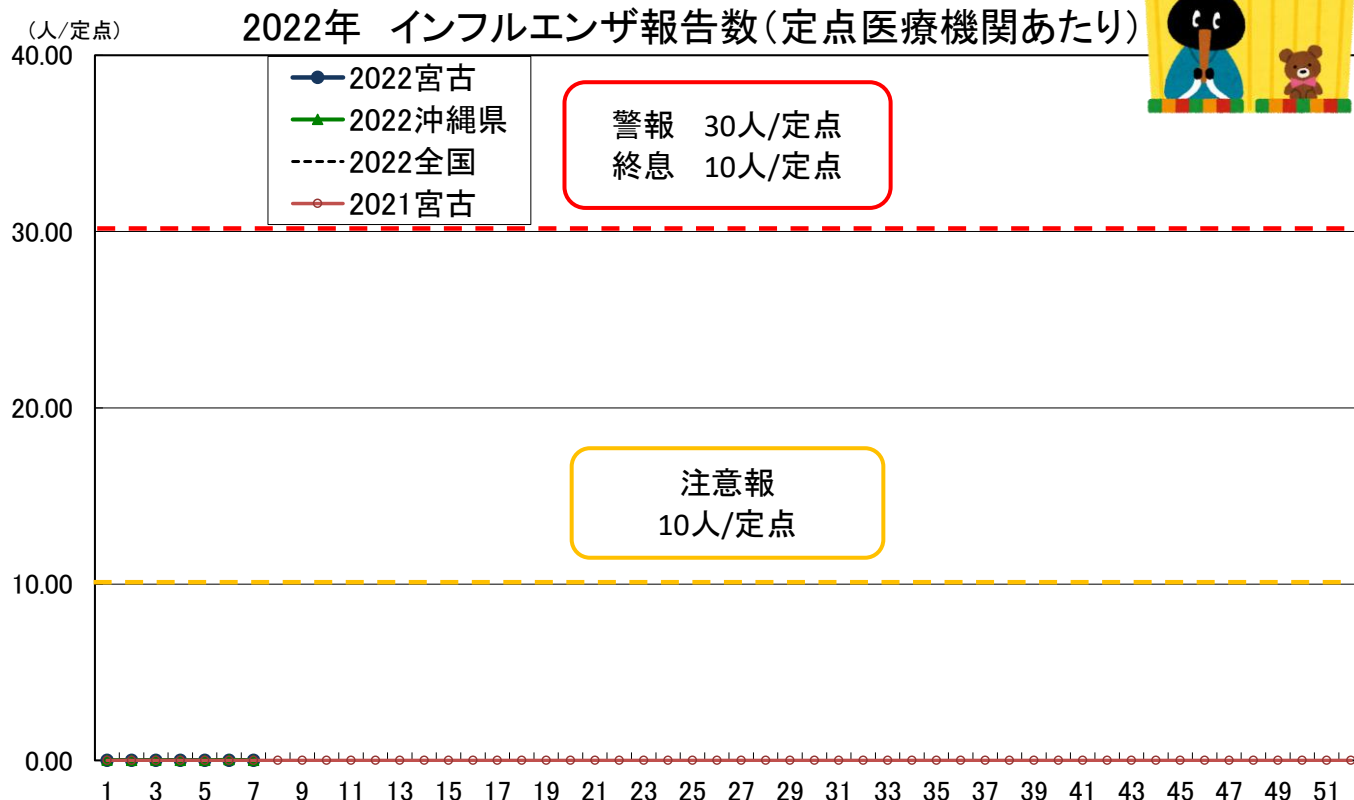 (人/定点)
2022年　インフルエンザ報告数(定点医療機関あたり)
40.00
30.00
20.00
10.00
0.00
2022宮古
2022沖縄県
2022全国
2021宮古
警報　30人/定点
終息　10人/定点
注意報
10人/定点
1 3 5 7 9 11 13 15 17 19 21 23 25 27 29 31 33 35 37 39 41 43 45 47 49 51